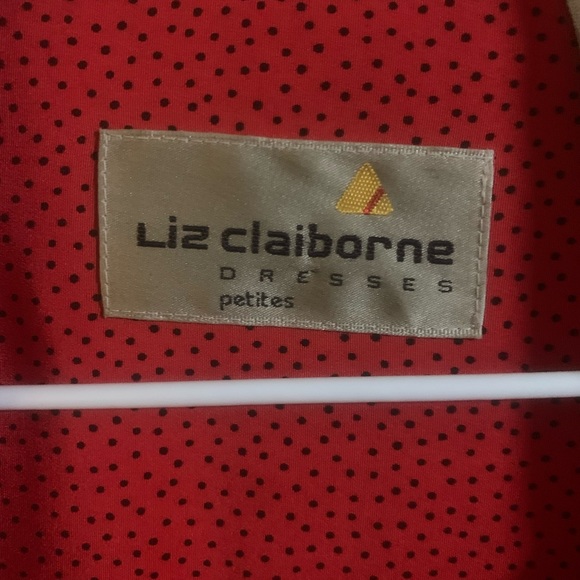 Liz claiborne
DRESSES
petites